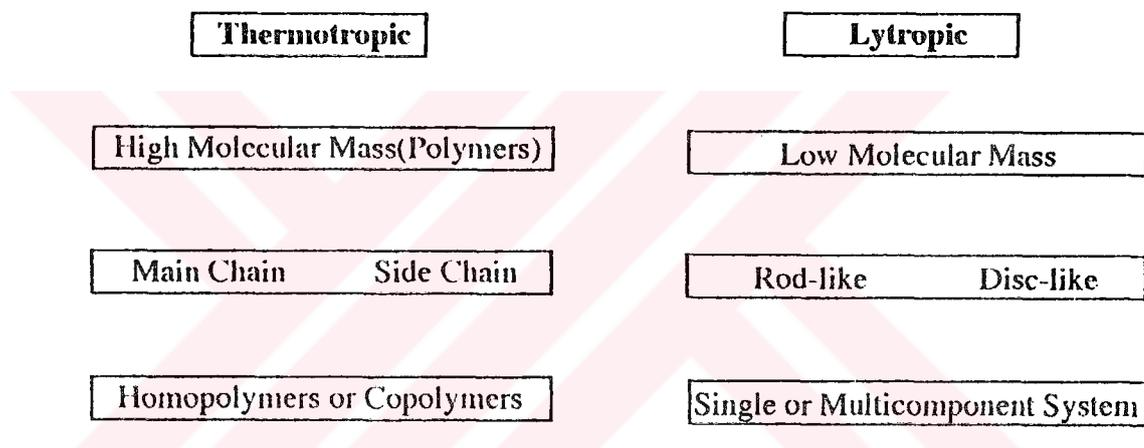 Thermotropic
Lytropic
High Molecular Mass(Polymers)
Low Molecular Mass
Main Chain Side Chain
Rod-like Disc-like
Homopolymers or Copolymers
Single or Multicomponent System